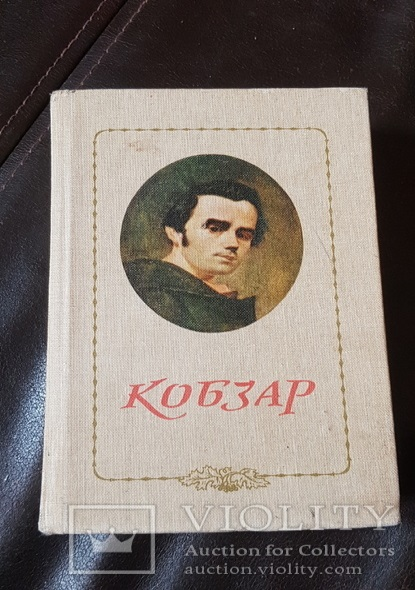 КОБЗАР
VIOLITY
Auction for Collectors
auction.violity.com